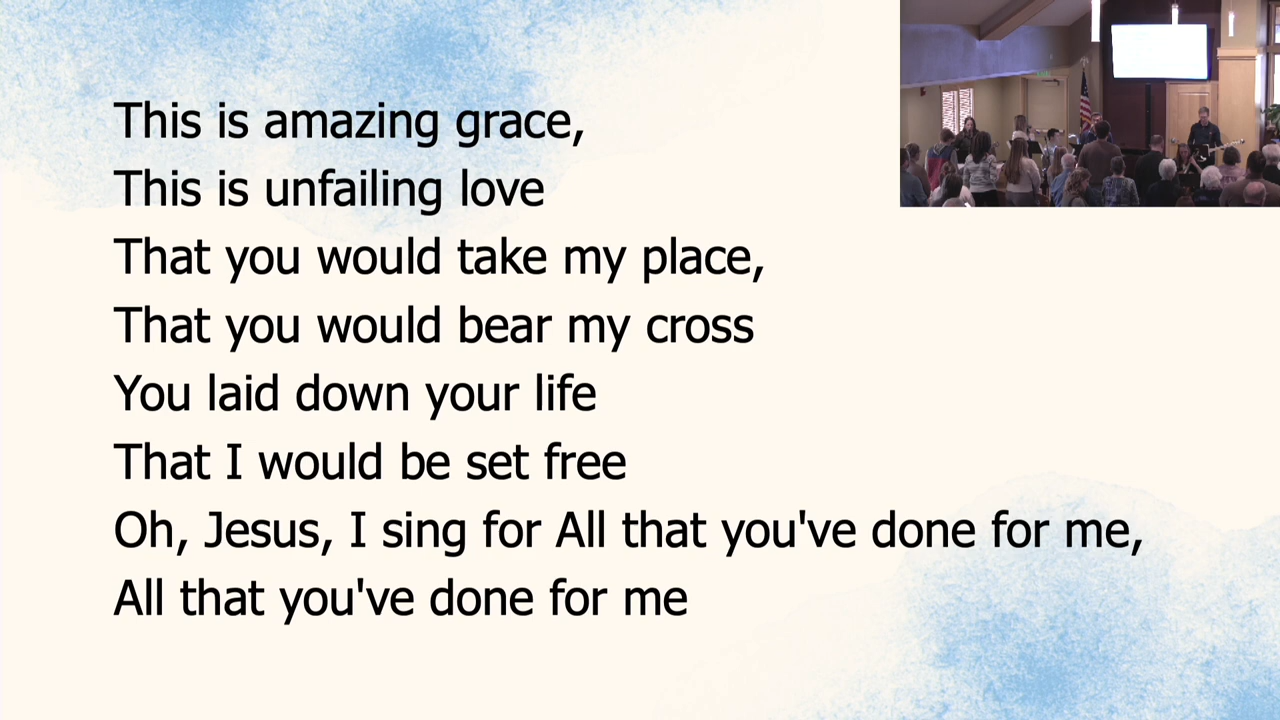 This is amazing grace,
This is unfailing love
That you would take my place,
That you would bear my cross
You laid down your life
That I would be set free
Oh, Jesus, I sing for All that you've done for me,
All that you've done for me